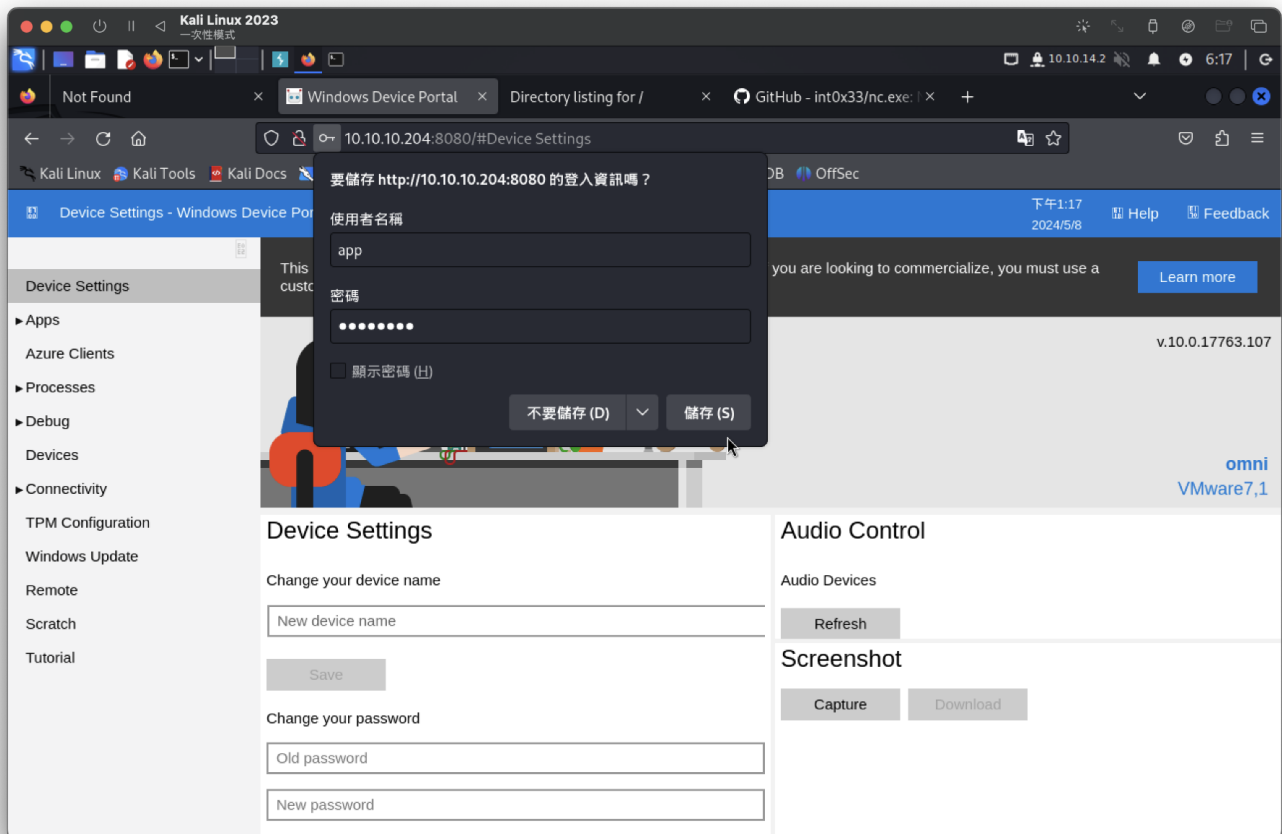 Kali Linux 2023
一次性模式
10.10.14.2
6:17
Not Found
Windows Device Portal
Directory listing for /
GitHub - int0x33/nc.exe:
10.10.10.204:8080/#Device Settings
Kali Linux
Kali Tools
Kali Docs
DB
OffSec
要儲存 http://10.10.10.204:8080 的登入資訊嗎？
使用者名稱
app
密碼
••••••••
顯示密碼 (H)
不要儲存 (D)
儲存 (S)
Device Settings - Windows Device Por
下午1:17
2024/5/8
Help
Feedback
This
you are looking to commercialize, you must use a
custo
Learn more
Device Settings
Apps
Azure Clients
Processes
Debug
Devices
Connectivity
TPM Configuration
Windows Update
Remote
Scratch
Tutorial
v.10.0.17763.107
omni
VMware7,1
Device Settings
Change your device name
New device name
Save
Change your password
Old password
New password
Audio Control
Audio Devices
Refresh
Screenshot
Capture
Download